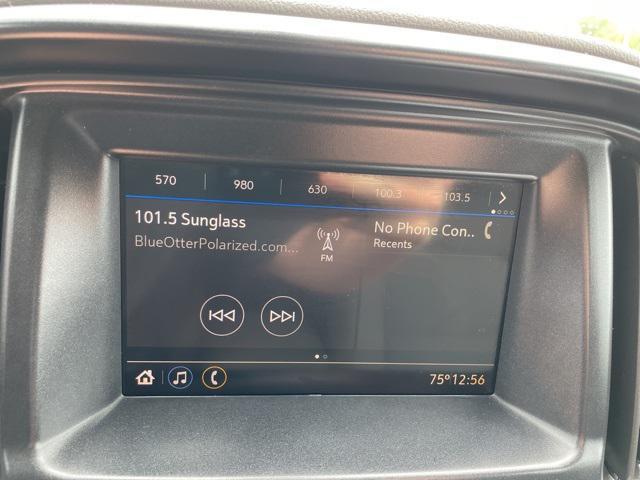 570 980 630 100.3 103.5
101.5 Sunglass
BlueOtterPolarized.com...
FM
No Phone Con..
Recents
75° 12:56